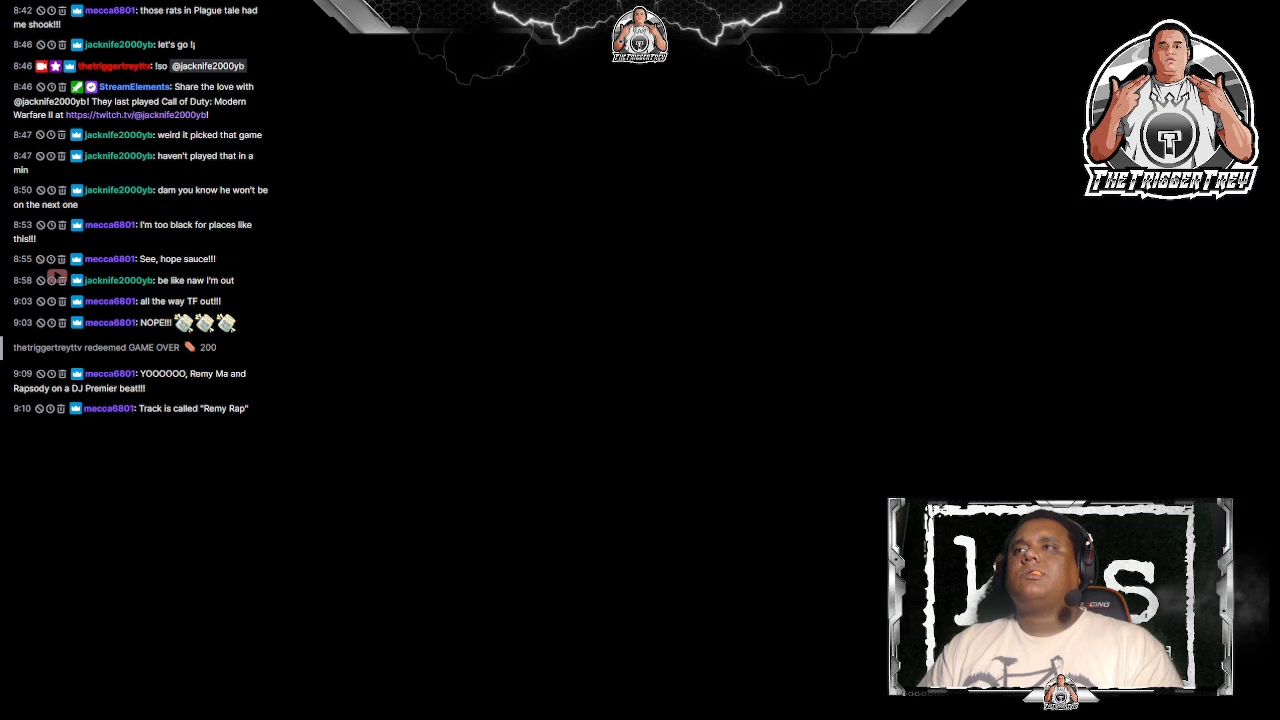 8:42 mecca6801: those rats in Plague tale had
me shook!!!
THETRIGGERTREY
THETRIGGERTREY
8:46 jacknife2000yb: let's go !¡
8:46 thetriggertreyttv: !so @jacknife2000yb
8:46 StreamElements: Share the love with
@jacknife2000yb! They last played Call of Duty: Modern
Warfare II at https://twitch.tv/@jacknife2000yb!
8:47 jacknife2000yb: weird it picked that game
8:47 jacknife2000yb: haven't played that in a
min
8:50 jacknife2000yb: dam you know he won't be
on the next one
8:53 mecca6801: I'm too black for places like
this!!!
8:55 mecca6801: See, hope sauce!!!
8:58 jacknife2000yb: be like naw I'm out
9:03 mecca6801: all the way TF out!!!
9:03 mecca6801: NOPE!!!
thetriggertreyttv redeemed GAME OVER 200
9:09 mecca6801: YOOOOOO, Remy Ma and
Rapsody on a DJ Premier beat!!!
9:10 mecca6801: Track is called "Remy Rap"
CING